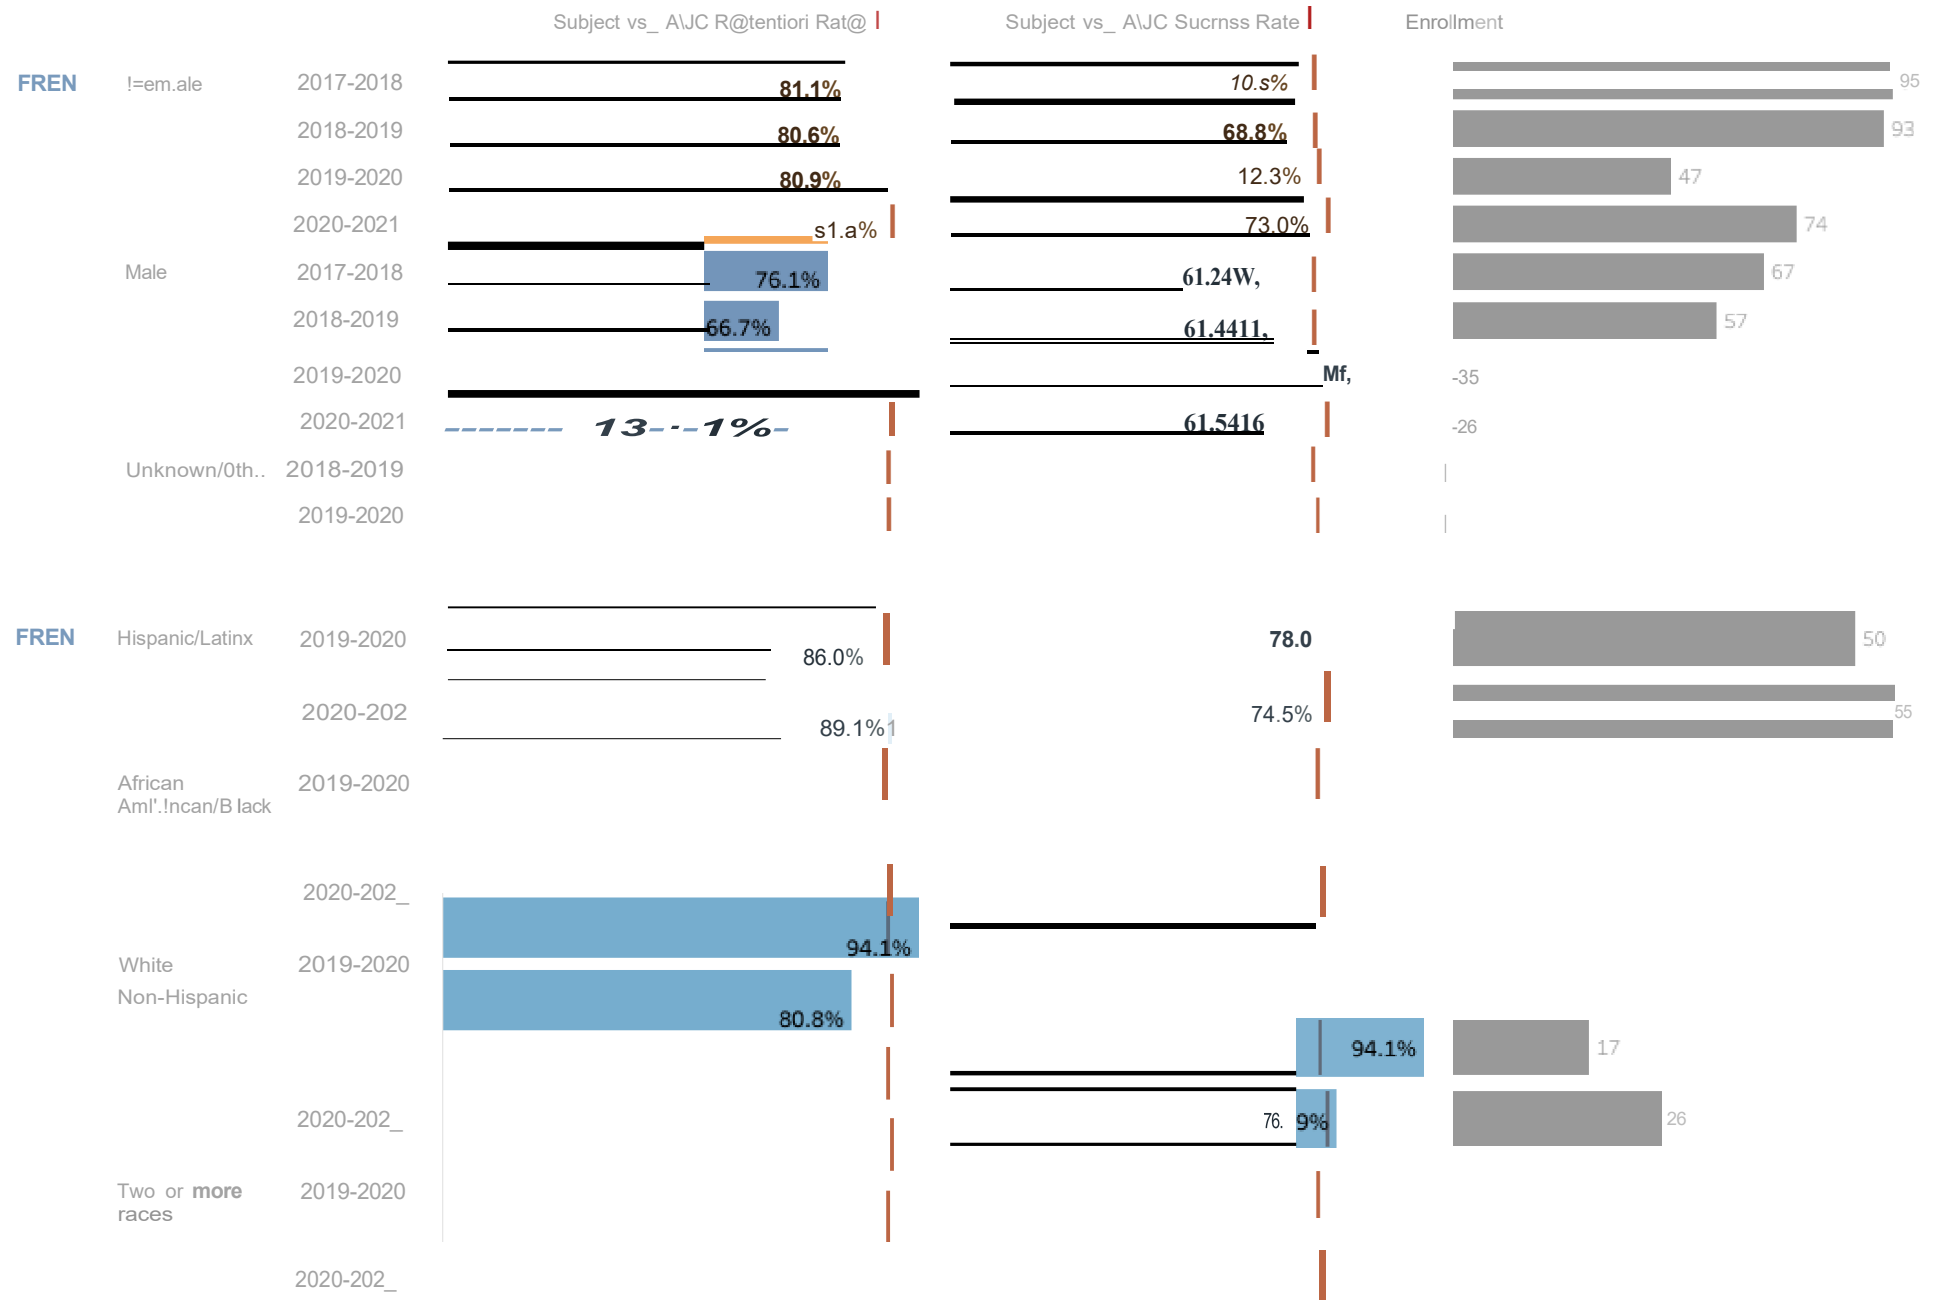 Subject vs_ A\JC R@tentiori Rat@ Subject vs_ A\JC Sucrnss Rate Enrollment
FREN !=em.ale 2017-2018 81.1% 10.s% 95
2018-2019 80.6% 68.8% 93
2019-2020 80.9% 12.3% 47
2020-2021 s1.a% 73.0% 74
Male 2017-2018 76.1% 61.24W, 67
2018-2019 66.7% 61.4411, 57
2019-2020 Mf, -35
2020-2021 13--1%- 61.5416 -26
Unknown/0th.. 2018-2019
2019-2020
FREN Hispanic/Latinx 2019-2020 86.0% 78.0 50
2020-202 89.1%1 74.5% 55
African 2019-2020
Aml'.!ncan/B lack
2020-202_
94.1%
White 2019-2020
Non-Hispanic
80.8%
94.1% 17
2020-202_ 76. 9% 26
Two or more 2019-2020
races
2020-202_